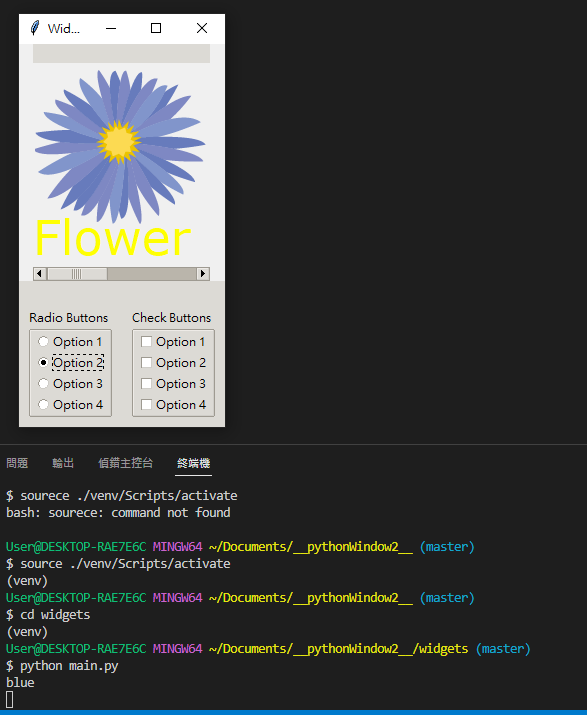 Wid...
Flower
Radio Buttons
Option 1
Option 2
Option 3
Option 4
Check Buttons
Option 1
Option 2
Option 3
Option 4
問題 輸出 偵錯主控台 終端機
$ sourece ./venv/Scripts/activate
bash: sourece: command not found
User@DESKTOP-RAE7E6C MINGW64 ~/Documents/__pythonWindow2__ (master)
$ source ./venv/Scripts/activate
(venv)
User@DESKTOP-RAE7E6C MINGW64 ~/Documents/__pythonWindow2__ (master)
$ cd widgets
(venv)
User@DESKTOP-RAE7E6C MINGW64 ~/Documents/__pythonWindow2__/widgets (master)
$ python main.py
blue